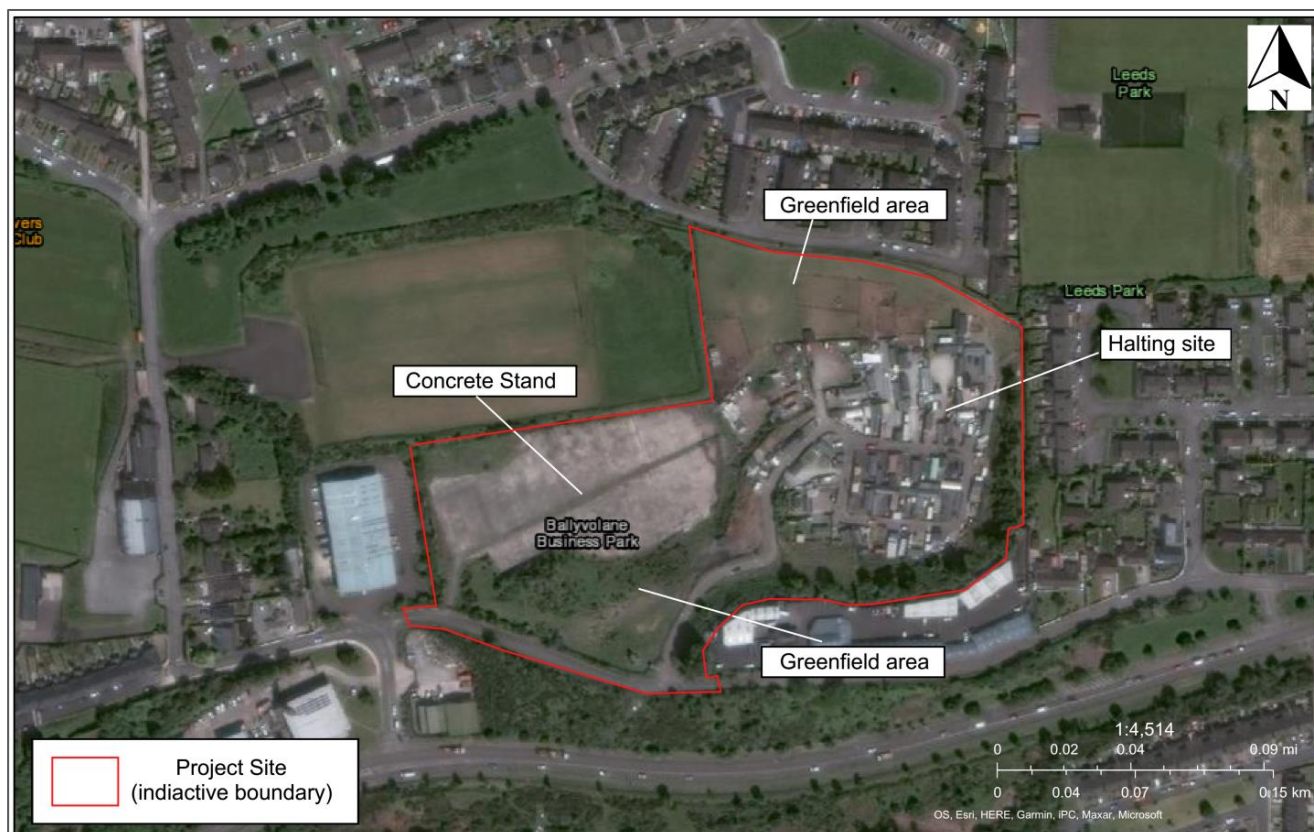 Leeds
Park
N
Greenfield area
vers
Club
Leeds Park
Halting site
Concrete Stand
Ballyvolane
Business Park
Greenfield area
1:4,514
0 0.02 0.04 0.09 mi
0 0.04 0.07 0.15 km
Project Site
(indiactive boundary)
OS, Esri, HERE, Garmin, iPC, Maxar, Microsoft